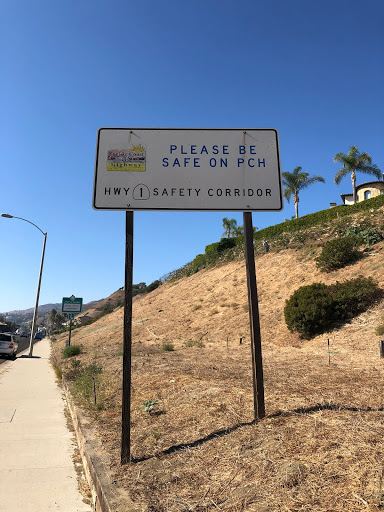 PLEASE BE
SAFE ON PCH
HWY 1 SAFETY CORRIDOR